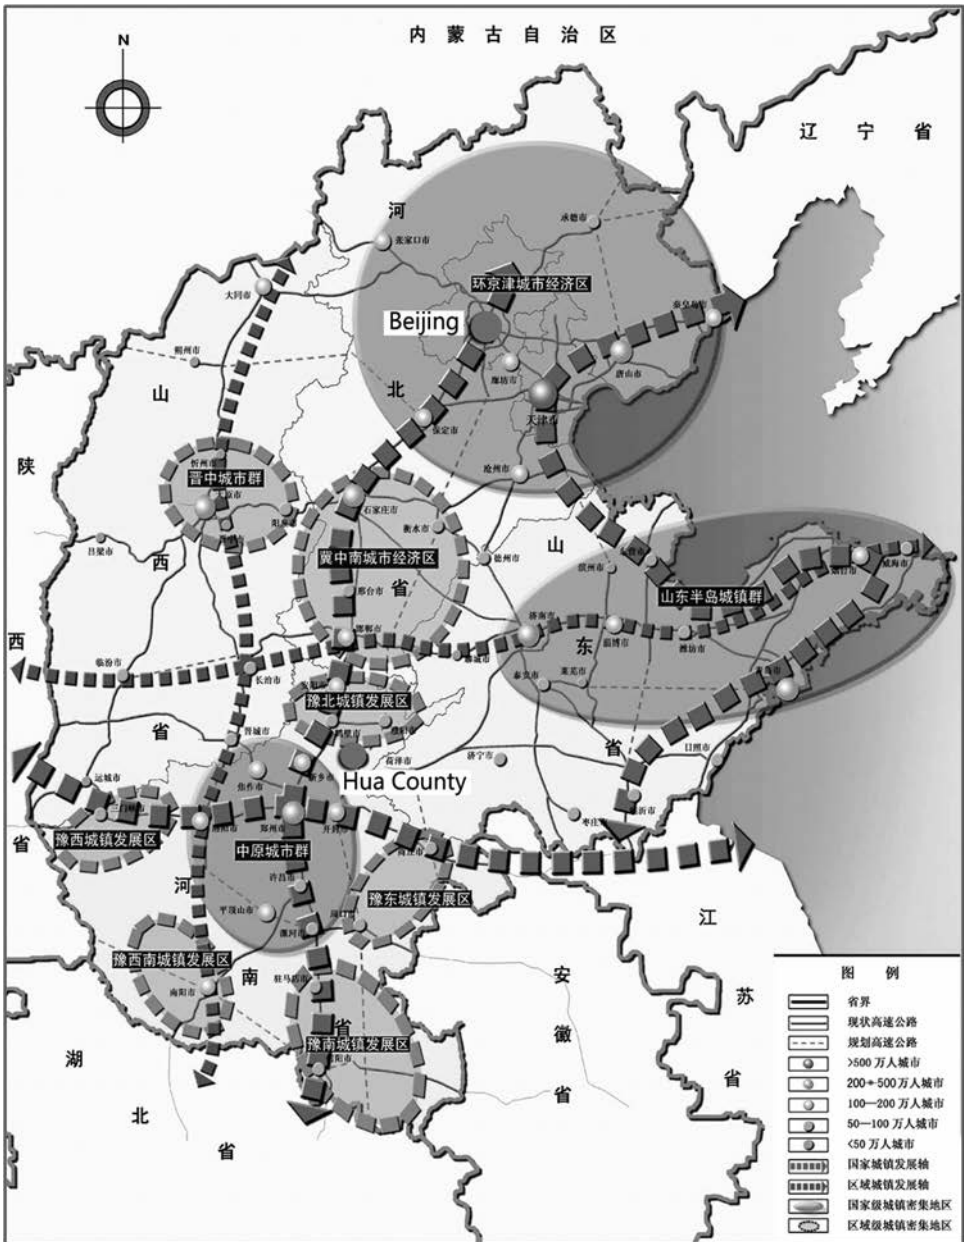 内蒙古自治区
N
辽宁省
河
承德市
张家口市
环京津城市经济区
大同市
秦皇岛市
Beijing
朔州市
山
廊坊市
唐山市
北
天津市
保定市
陕
忻州市
沧州市
晋中城市群
石家庄市
衡水市
山
吕梁市
西
冀中南城市经济区
德州市
滨州市
威海市
邢台市
省
山东半岛城镇群
济南市
西
邯郸市
东
淄博市
潍坊市
聊城市
临汾市
长治市
泰安市
莱芜市
豫北城镇发展区
省
晋城市
鹤壁市
省
日照市
菏泽市
济宁市
运城市
焦作市
新乡市
Hua County
三门峡市
枣庄市
省
豫西城镇发展区
郑州市
开封市
中原城市群
河
许昌市
豫东城镇发展区
平顶山市
漯河市
江
豫西南城镇发展区
南
驻马店市
安
南阳市
苏
省
徽
湖
豫南城镇发展区
信阳市
省
省
北
省
图 例
省界
现状高速公路
规划高速公路
>500 万人城市
200—500万人城市
100—200 万人城市
50—100 万人城市
<50 万人城市
国家城镇发展轴
区域城镇发展轴
国家级城镇密集地区
区域级城镇密集地区